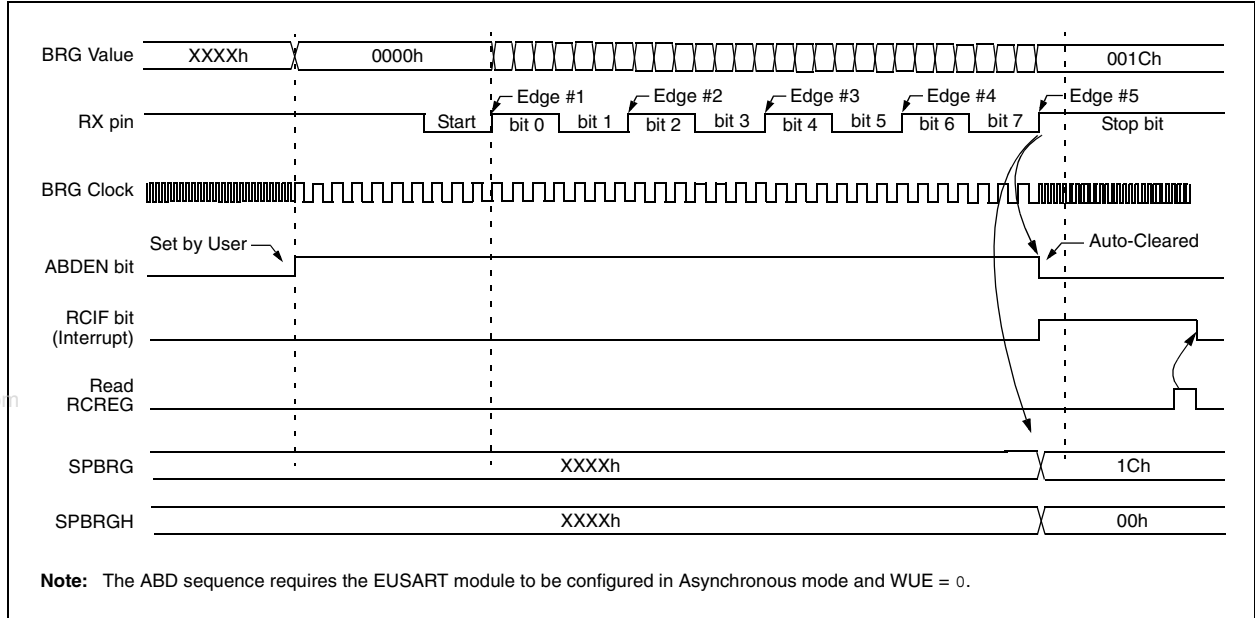 BRG Value XXXXh 0000h 001Ch
Edge #1 Edge #2 Edge #3 Edge #4 Edge #5
RX pin Start bit 0 bit 1 bit 2 bit 3 bit 4 bit 5 bit 6 bit 7 Stop bit
BRG Clock
Set by User Auto-Cleared
ABDEN bit
RCIF bit
(Interrupt)
Read
RCREG
SPBRG XXXXh 1Ch
SPBRGH XXXXh 00h
Note: The ABD sequence requires the EUSART module to be configured in Asynchronous mode and WUE = 0.